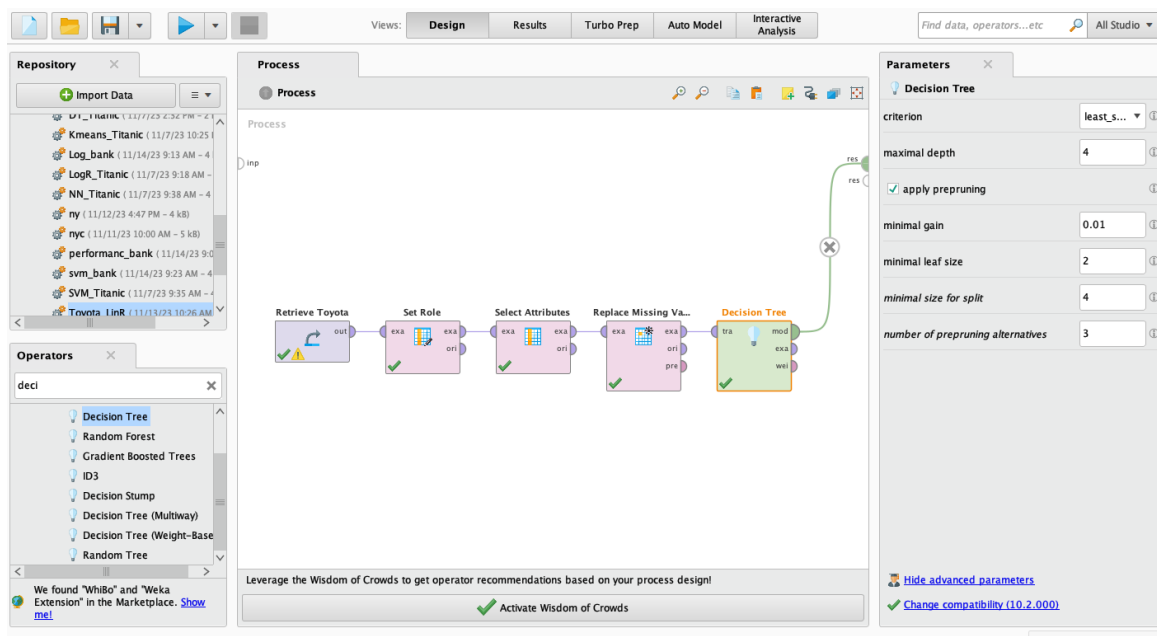 Views:
Design
Results
Turbo Prep
Auto Model
Interactive
Analysis
Find data, operators...etc
All Studio
Repository
Import Data
Kmeans_Titanic ( 11/7/23 10:25
Log_bank ( 11/14/23 9:13 AM – 4
LogR_Titanic ( 11/7/23 9:18 AM –
NN_Titanic ( 11/7/23 9:38 AM – 4
ny ( 11/12/23 4:47 PM – 4 kB)
nyc ( 11/11/23 10:00 AM – 5 kB)
performanc_bank ( 11/14/23 9:0
svm_bank ( 11/14/23 9:23 AM – 4
SVM_Titanic ( 11/7/23 9:35 AM –
Toyota_LinR ( 11/13/23 10:26 AM
Operators
deci
Decision Tree
Random Forest
Gradient Boosted Trees
ID3
Decision Stump
Decision Tree (Multiway)
Decision Tree (Weight-Base
Random Tree
We found "WhiBo" and "Weka
Extension" in the Marketplace. Show
me!
Process
Process
Process
inp
res
res
Retrieve Toyota
out
Set Role
exa exa
ori
Select Attributes
exa exa
ori
Replace Missing Va...
exa exa
ori
pre
Decision Tree
tra mod
exa
wei
Leverage the Wisdom of Crowds to get operator recommendations based on your process design!
Activate Wisdom of Crowds
Parameters
Decision Tree
criterion least_s...
maximal depth 4
apply prepruning
minimal gain 0.01
minimal leaf size 2
minimal size for split 4
number of prepruning alternatives 3
Hide advanced parameters
Change compatibility (10.2.000)